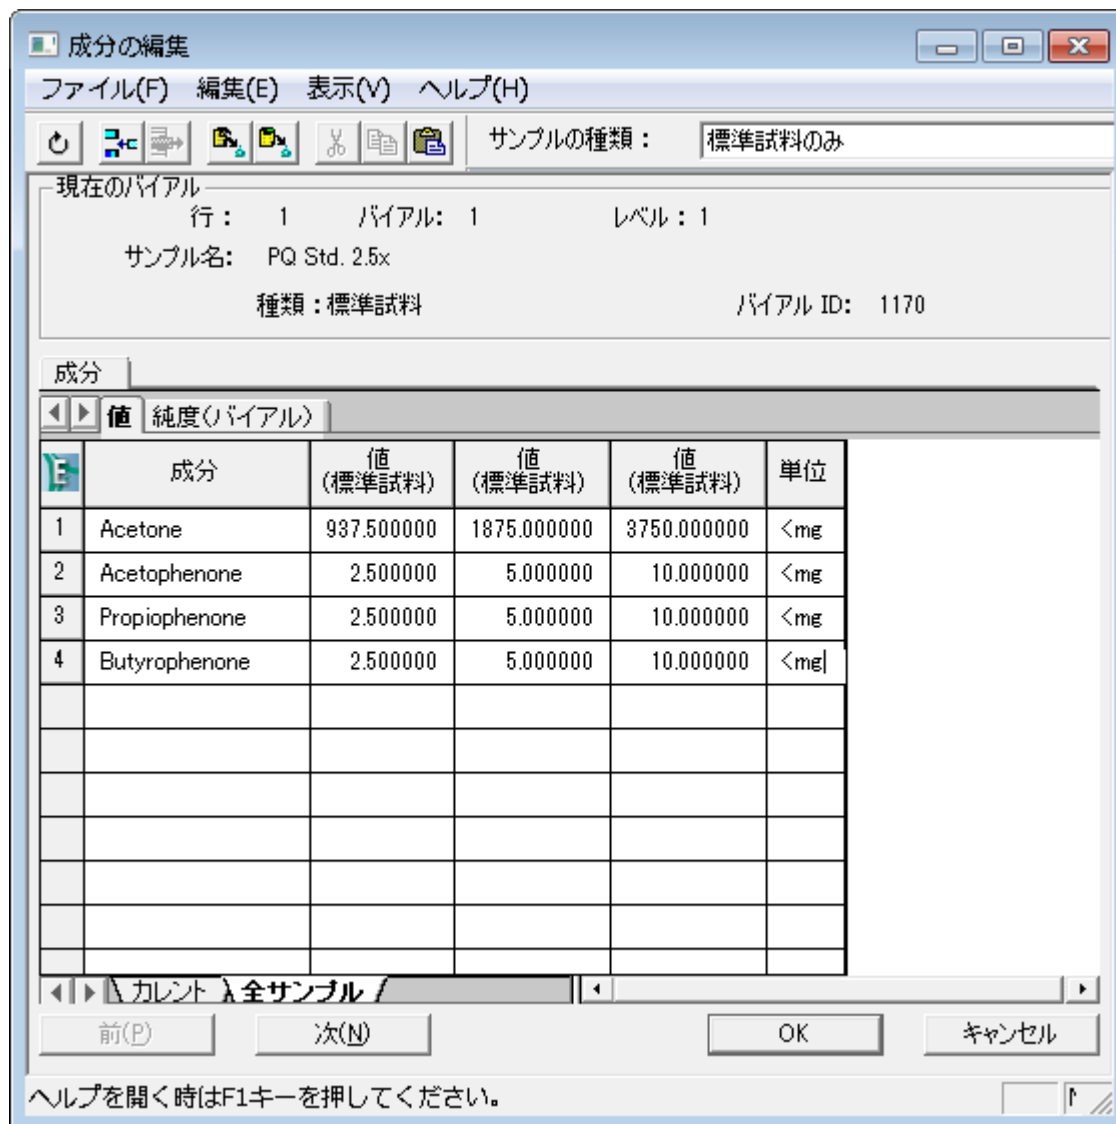 成分の編集
ファイル(F) 編集(E) 表示(V) ヘルプ(H)
サンプルの種類: 標準試料のみ
現在のバイアル
行: 1 バイアル: 1 レベル: 1
サンプル名: PQ Std. 2.5x
種類:標準試料 バイアル ID: 1170
成分
値 純度(バイアル)
成分 値(標準試料) 値(標準試料) 値(標準試料) 単位
1 Acetone 937.500000 1875.000000 3750.000000 <mg
2 Acetophenone 2.500000 5.000000 10.000000 <mg
3 Propiophenone 2.500000 5.000000 10.000000 <mg
4 Butyrophenone 2.500000 5.000000 10.000000 <mg
カレント 全サンプル
前(P) 次(N) OK キャンセル
ヘルプを開く時はF1キーを押してください。